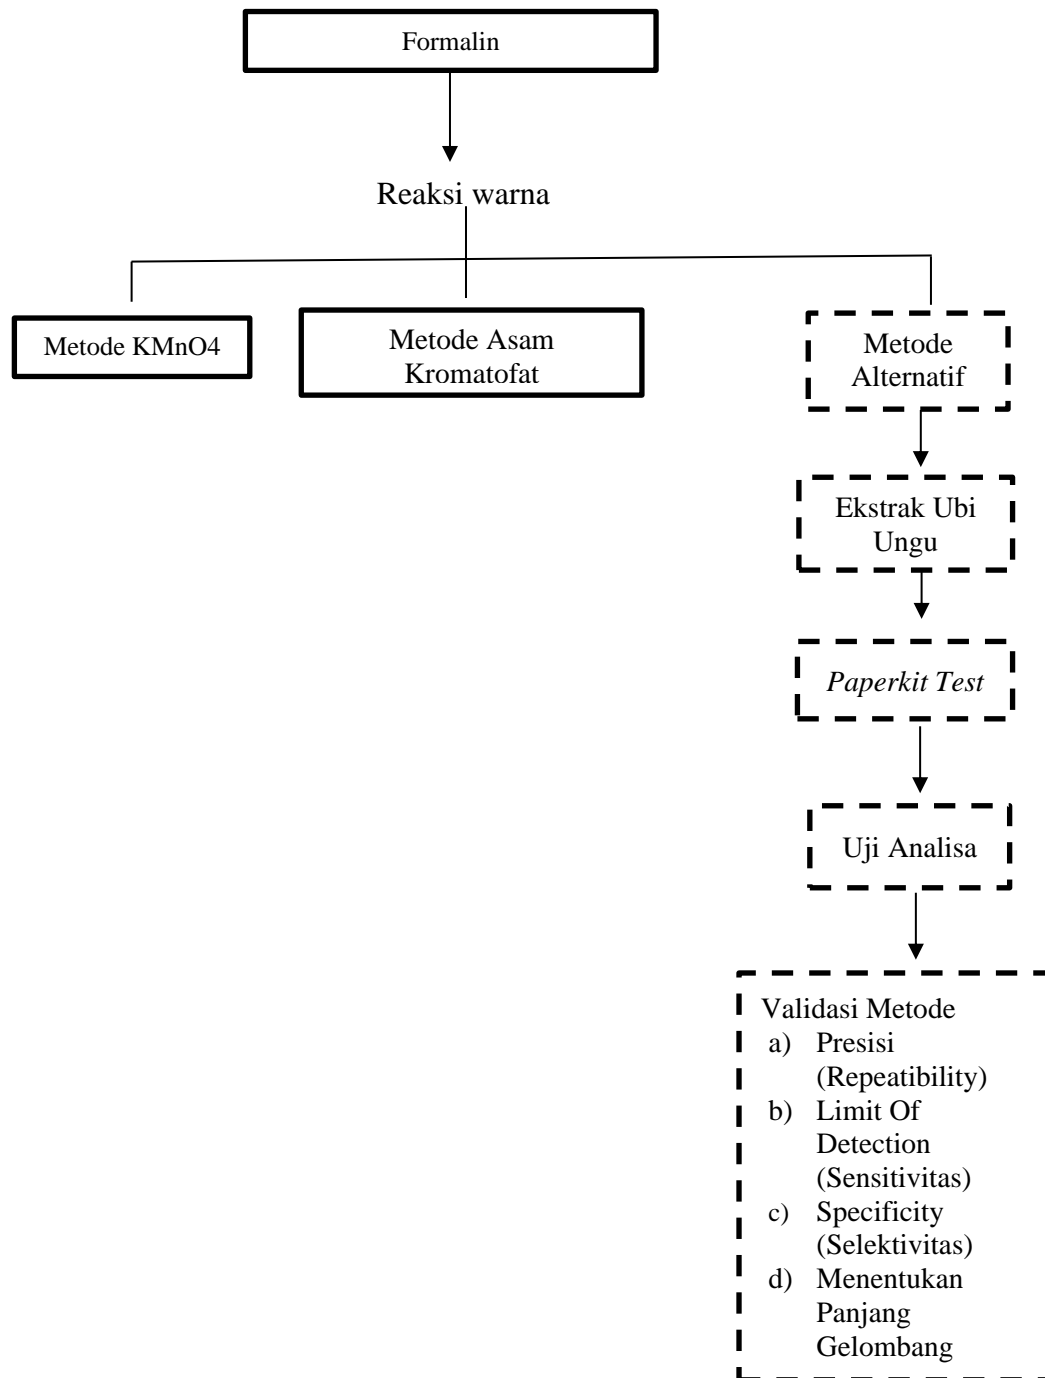 Formalin
Reaksi warna
Metode KMnO4
Metode Asam
Kromatofat
Metode
Alternatif
Ekstrak Ubi
Ungu
Paperkit Test
Uji Analisa
Validasi Metode
a) Presisi
(Repeatibility)
b) Limit Of
Detection
(Sensitivitas)
c) Specificity
(Selektivitas)
d) Menentukan
Panjang
Gelombang